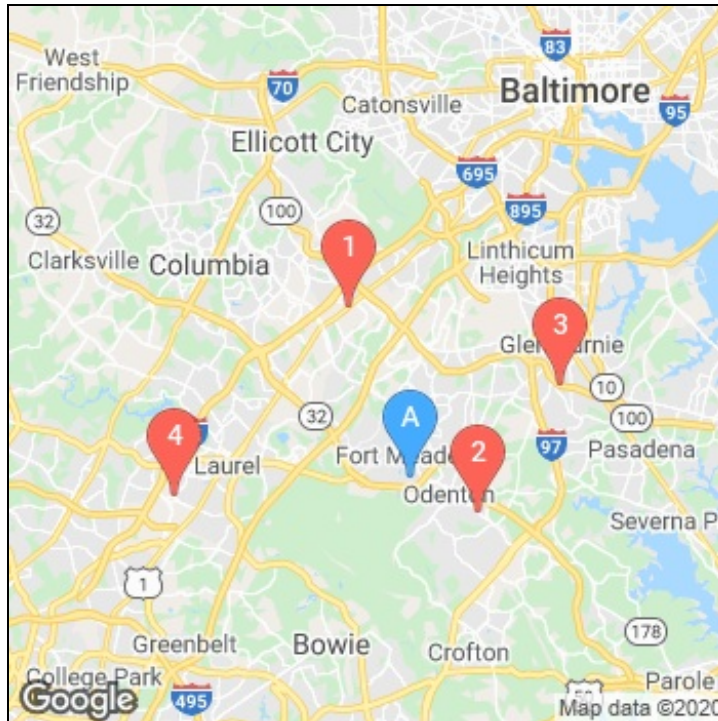 83
West
Friendship
70
Catonsville
Baltimore
95
Ellicott City
695
32
100
895
1
Linthicum
Heights
Clarksville
Columbia
3
10
100
32
A
4
2
Laurel
97
Pasadena
Odenton
Severna P
1
178
Greenbelt
Bowie
Crofton
College Park
Parole
495
Google
Map data ©2020